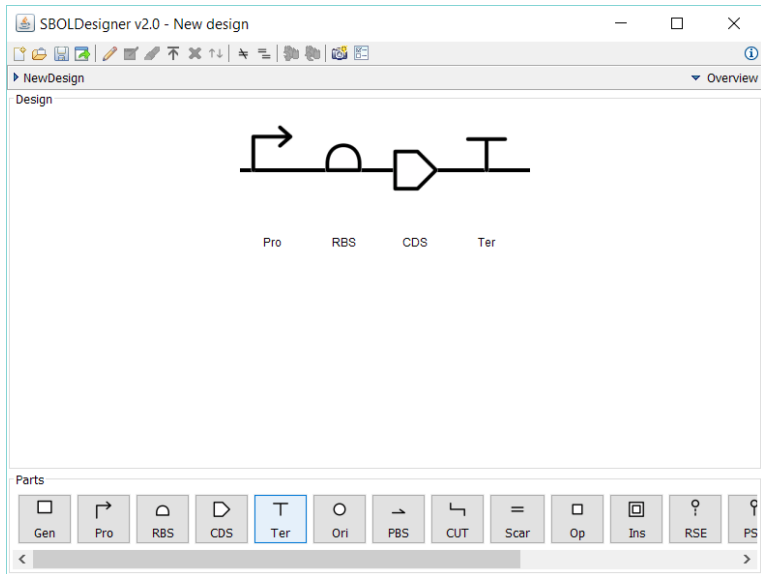 SBOLDesigner v2.0 - New design
NewDesign Overview
Design
Pro RBS CDS Ter
Parts
Gen Pro RBS CDS Ter Ori PBS CUT Scar Op Ins RSE PS